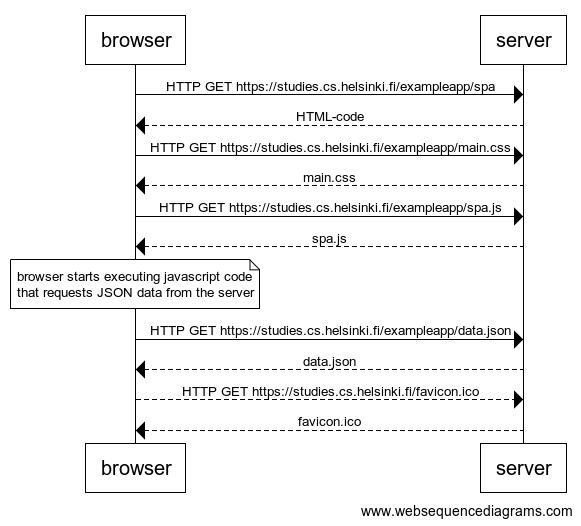 browser server
HTTP GET https://studies.cs.helsinki.fi/exampleapp/spa
HTML-code
HTTP GET https://studies.cs.helsinki.fi/exampleapp/main.css
main.css
HTTP GET https://studies.cs.helsinki.fi/exampleapp/spa.js
spa.js
browser starts executing javascript code
that requests JSON data from the server
HTTP GET https://studies.cs.helsinki.fi/exampleapp/data.json
data.json
HTTP GET https://studies.cs.helsinki.fi/favicon.ico
favicon.ico
browser server
www.websequencediagrams.com